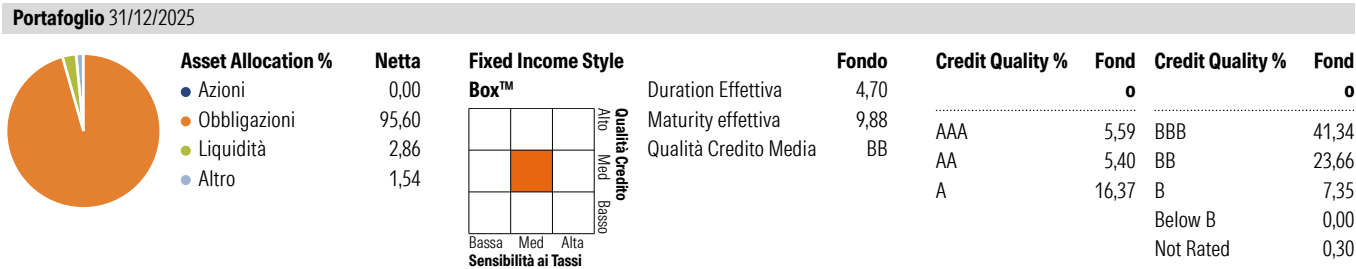 Portafoglio 31/12/2025
Asset Allocation % Netta
Azioni 0,00
Obbligazioni 95,60
Liquidità 2,86
Altro 1,54
Fixed Income Style
Box™
Alto Med Basso
Qualità Credito
Bassa Med Alta
Sensibilità ai Tassi
Fondo
Duration Effettiva 4,70
Maturity effettiva 9,88
Qualità Credito Media BB
Credit Quality % Fond
o
AAA 5,59
AA 5,40
A 16,37
Credit Quality % Fond
o
BBB 41,34
BB 23,66
B 7,35
Below B 0,00
Not Rated 0,30